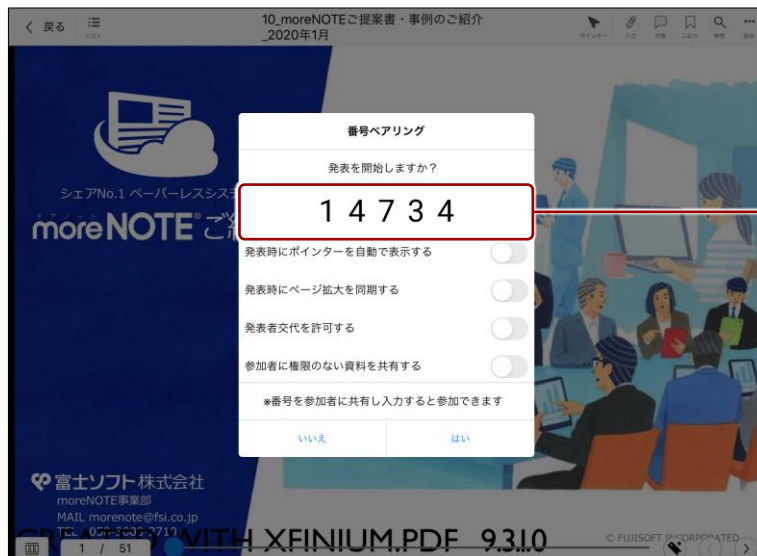 戻る
リスト
10_moreNOTEご提案書・事例のご紹介
_2020年1月
ポインター
入力
付箋
しおり
検索
設定
シェアNo.1 ペーパーレスシステ
モアノート
moreNOTE® ご紹
番号ペアリング
発表を開始しますか？
14734
発表時にポインターを自動で表示する
発表時にページ拡大を同期する
発表者交代を許可する
参加者に権限のない資料を共有する
※番号を参加者に共有し入力すると参加できます
いいえ
はい
富士ソフト株式会社
moreNOTE事業部
MAIL morenote@fsi.co.jp
© FUJISOFT INCORPORATED
CREATED WITH XFINIUM.PDF 9.3.1.0
1 / 51